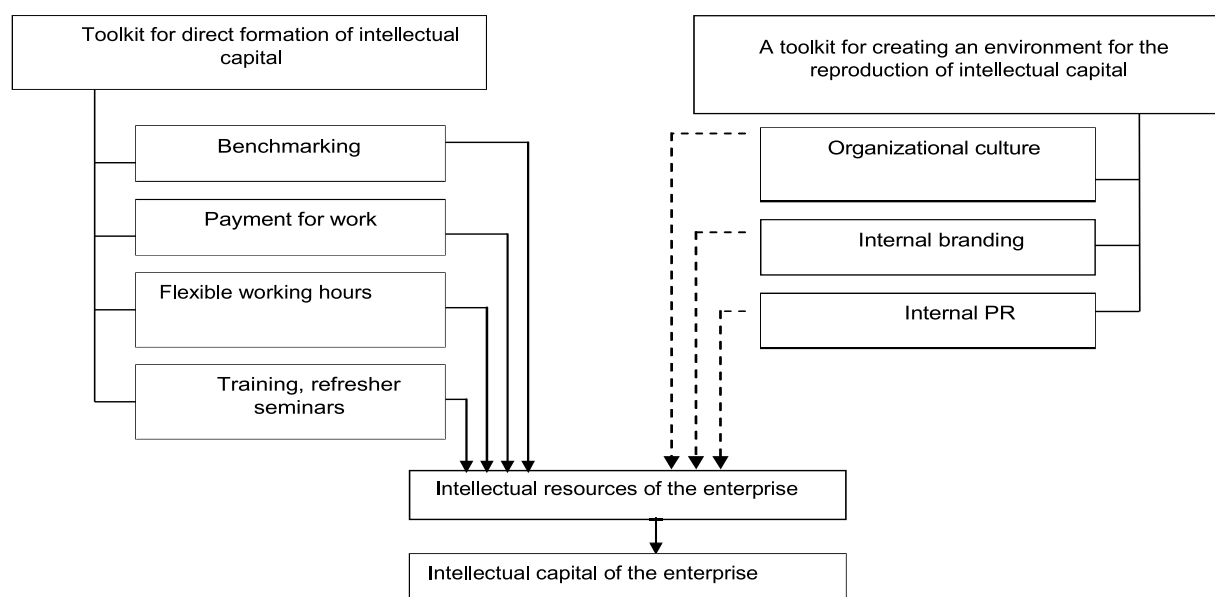 Toolkit for direct formation of intellectual
capital
A toolkit for creating an environment for the
reproduction of intellectual capital
Benchmarking
Payment for work
Flexible working hours
Training, refresher
seminars
Organizational culture
Internal branding
Internal PR
Intellectual resources of the enterprise
Intellectual capital of the enterprise